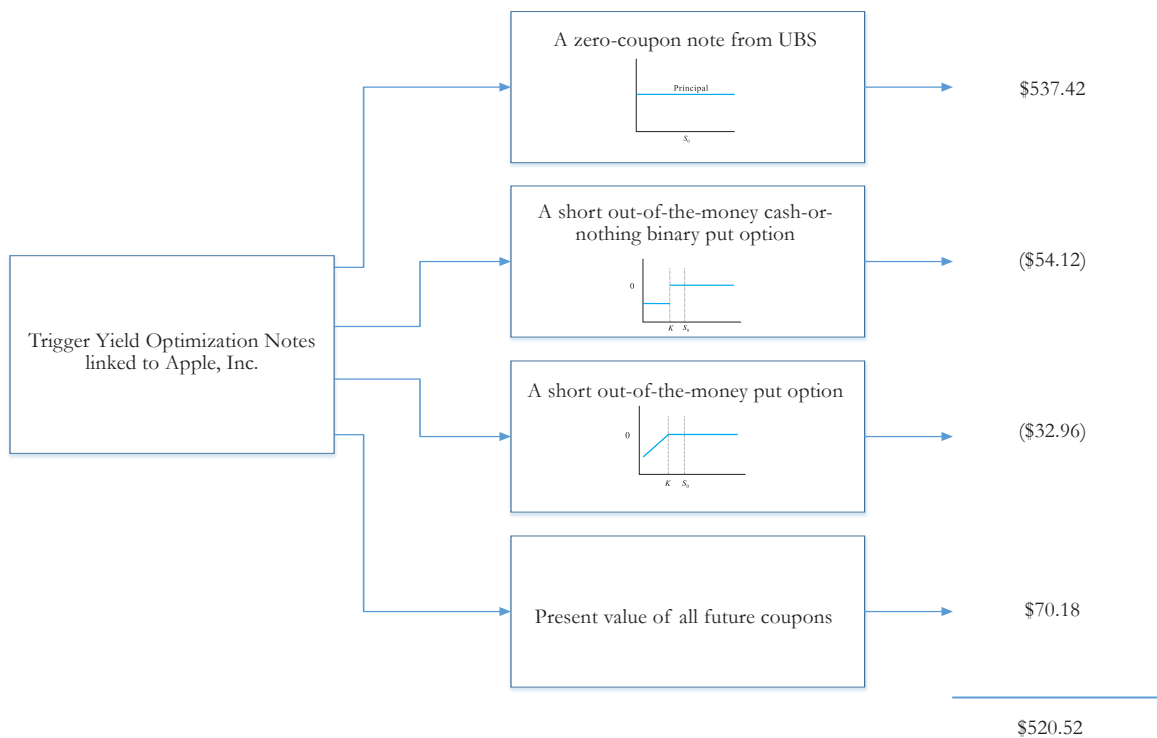 A zero-coupon note from UBS
Principal
S₀
$537.42
A short out-of-the-money cash-or-
nothing binary put option
0
K S₀
($54.12)
Trigger Yield Optimization Notes
linked to Apple, Inc.
A short out-of-the-money put option
0
K S₀
($32.96)
Present value of all future coupons
$70.18
$520.52